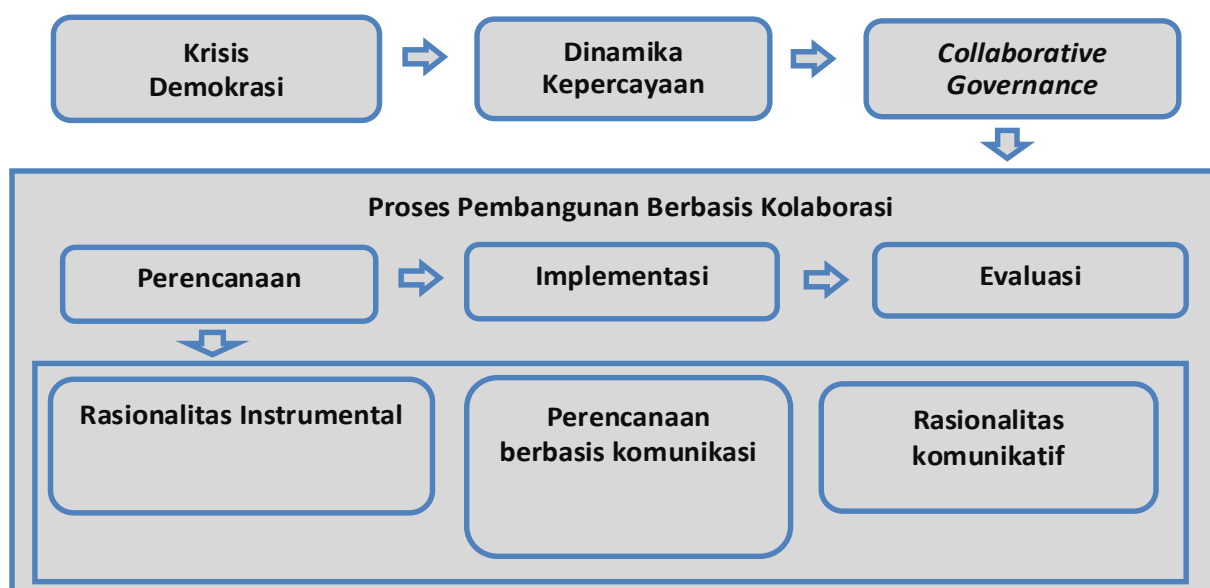 Krisis
Demokrasi
Dinamika
Kepercayaan
Collaborative
Governance
Proses Pembangunan Berbasis Kolaborasi
Perencanaan
Implementasi
Evaluasi
Rasionalitas Instrumental
Perencanaan
berbasis komunikasi
Rasionalitas
komunikatif